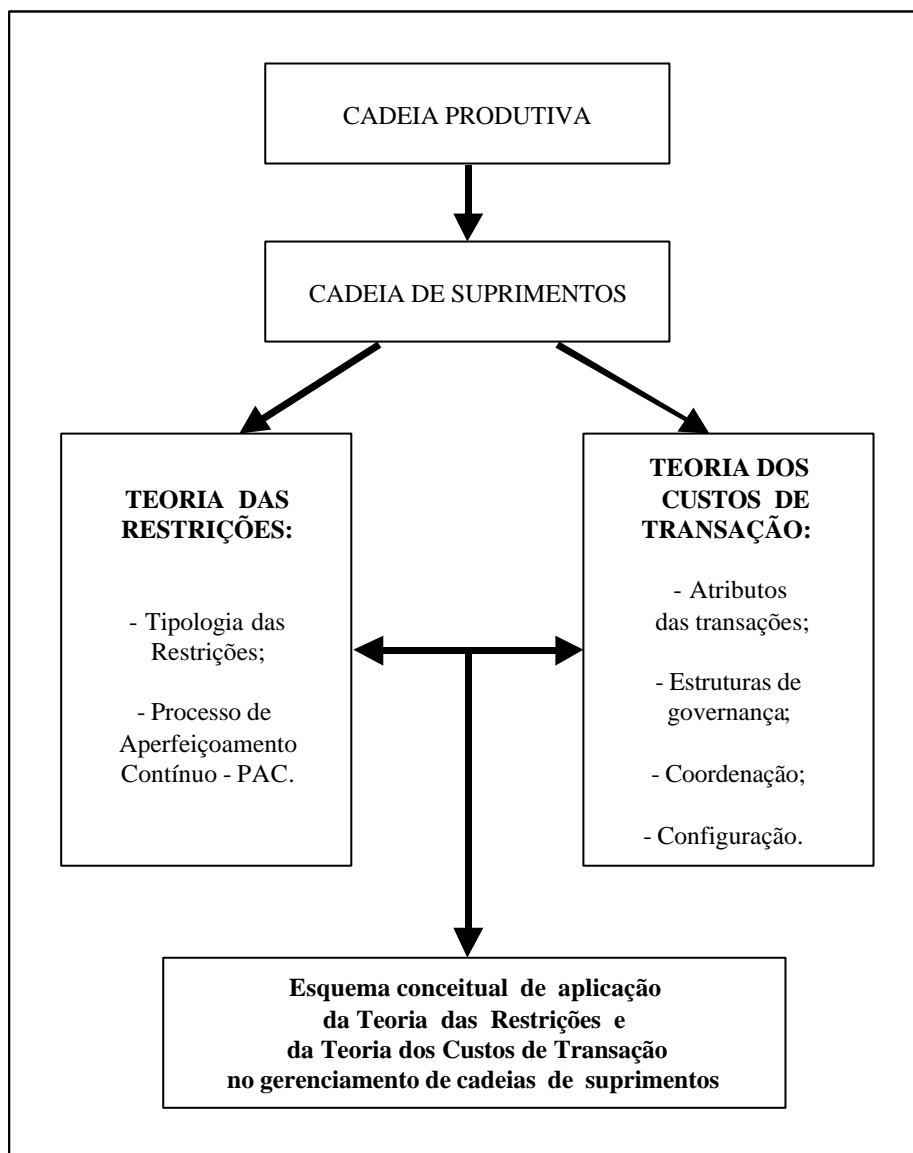 CADEIA PRODUTIVA
CADEIA DE SUPRIMENTOS
TEORIA DAS
RESTRIÇÕES:
- Tipologia das
Restrições;
- Processo de
Aperfeiçoamento
Contínuo - PAC.
TEORIA DOS
CUSTOS DE
TRANSAÇÃO:
- Atributos
das transações;
- Estruturas de
governança;
- Coordenação;
- Configuração.
Esquema conceitual de aplicação
da Teoria das Restrições e
da Teoria dos Custos de Transação
no gerenciamento de cadeias de suprimentos